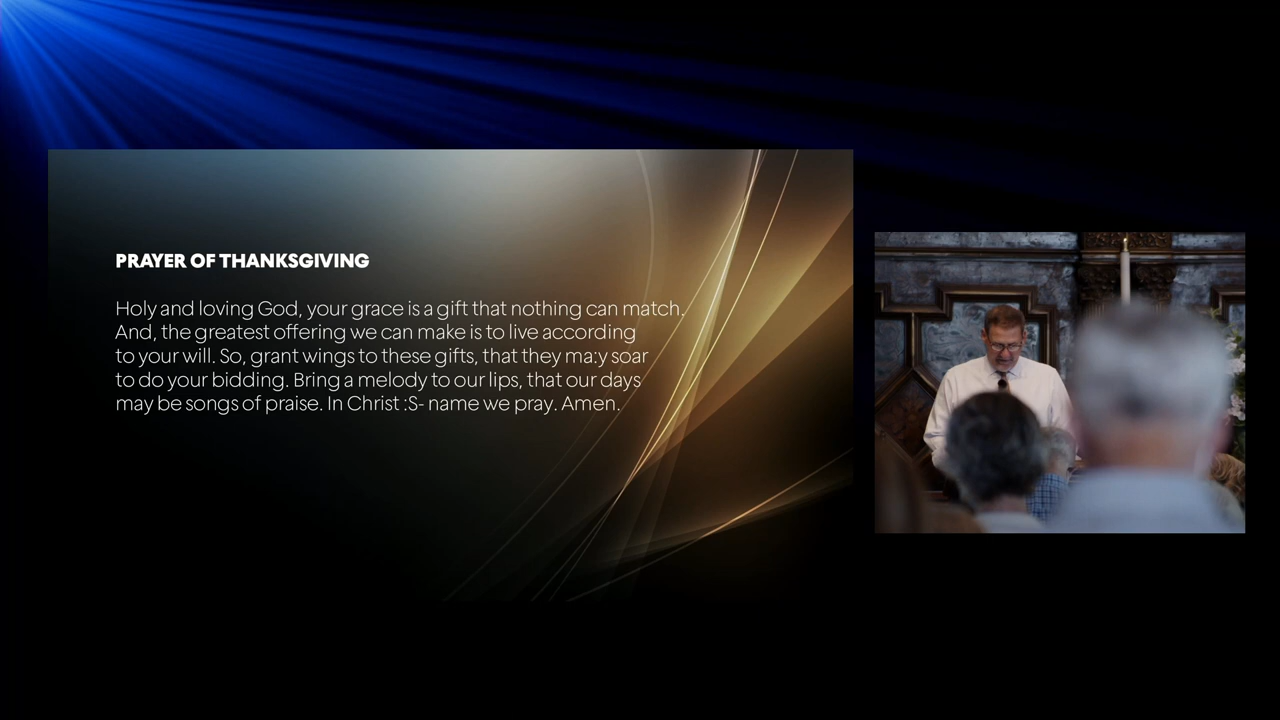 PRAYER OF THANKSGIVING
Holy and loving God, your grace is a gift that nothing can match.
And, the greatest offering we can make is to live according
to your will. So, grant wings to these gifts, that they ma:y soar
to do your bidding. Bring a melody to our lips, that our days
may be songs of praise. In Christ :S- name we pray. Amen.